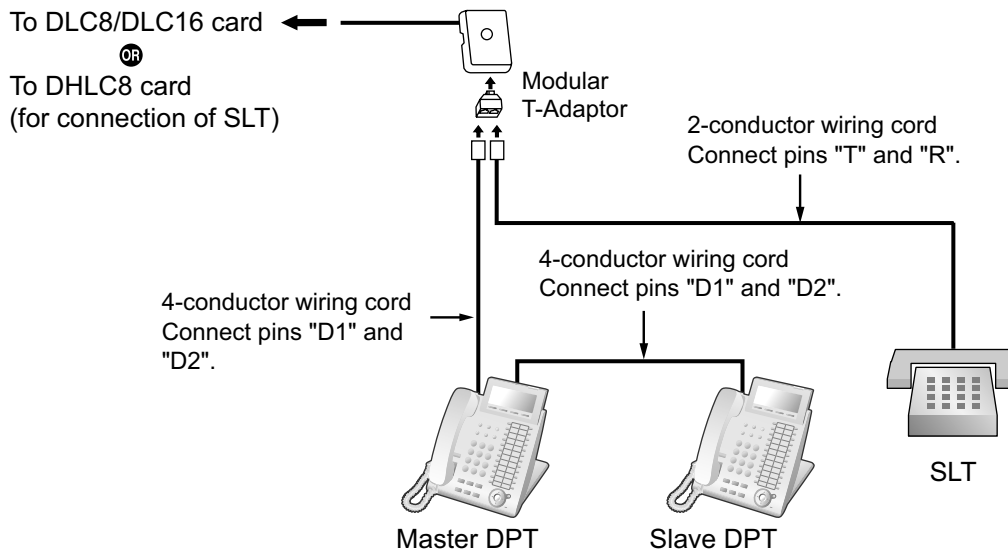 To DLC8/DLC16 card
OR
To DHLC8 card
(for connection of SLT)
Modular
T-Adaptor
2-conductor wiring cord
Connect pins "T" and "R".
4-conductor wiring cord
Connect pins "D1" and "D2".
4-conductor wiring cord
Connect pins "D1" and
"D2".
SLT
Master DPT
Slave DPT